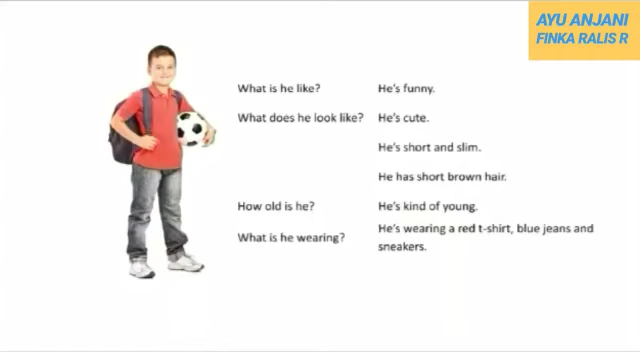 AYU ANJANI
FINKA RALIS R
What is he like? He's funny.
What does he look like? He's cute.
He's short and slim.
He has short brown hair.
How old is he? He's kind of young.
What is he wearing? He's wearing a red t-shirt, blue jeans and
sneakers.